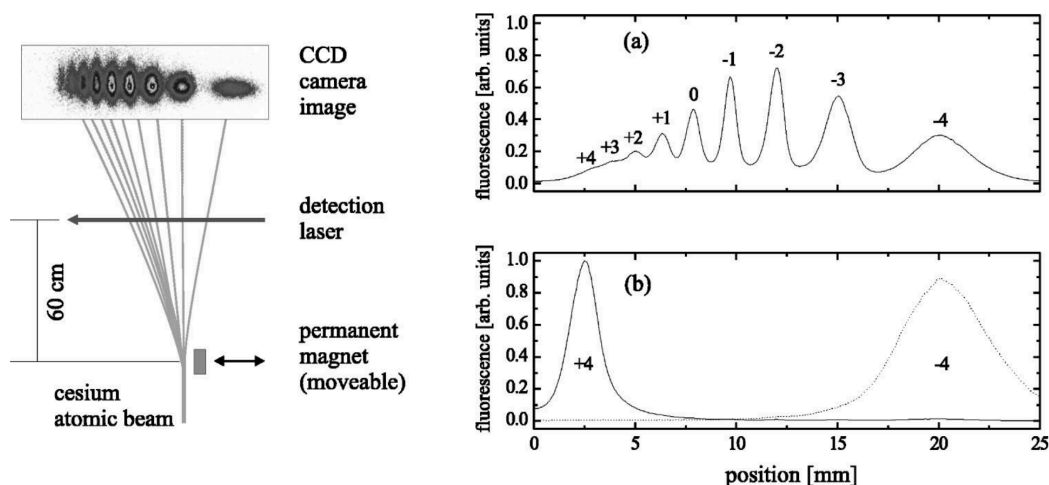 CCD
camera
image
detection
laser
60 cm
permanent
magnet
(moveable)
cesium
atomic beam
fluorescence [arb. units]
1.0
0.8
0.6
0.4
0.2
0.0
(a)
+4
+3
+2
+1
0
-1
-2
-3
-4
fluorescence [arb. units]
1.0
0.8
0.6
0.4
0.2
0.0
(b)
+4
-4
0 5 10 15 20 25
position [mm]